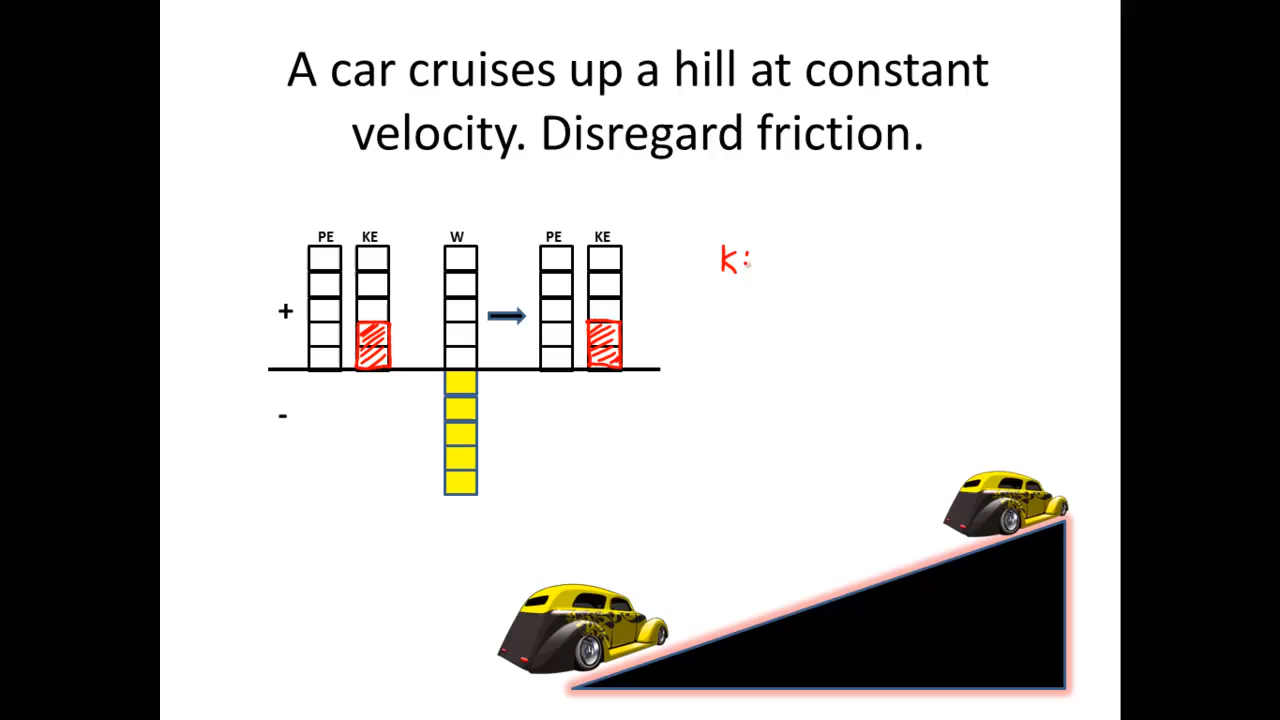 A car cruises up a hill at constant
velocity. Disregard friction.
PE KE W PE KE
k:
+
-